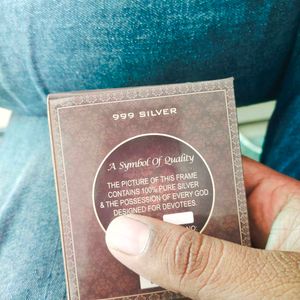 999 SILVER
A Symbol Of Quality
THE PICTURE OF THIS FRAME
CONTAINS 100% PURE SILVER
& THE POSSESSION OF EVERY GOD
DESIGNED FOR DEVOTEES.
NO: